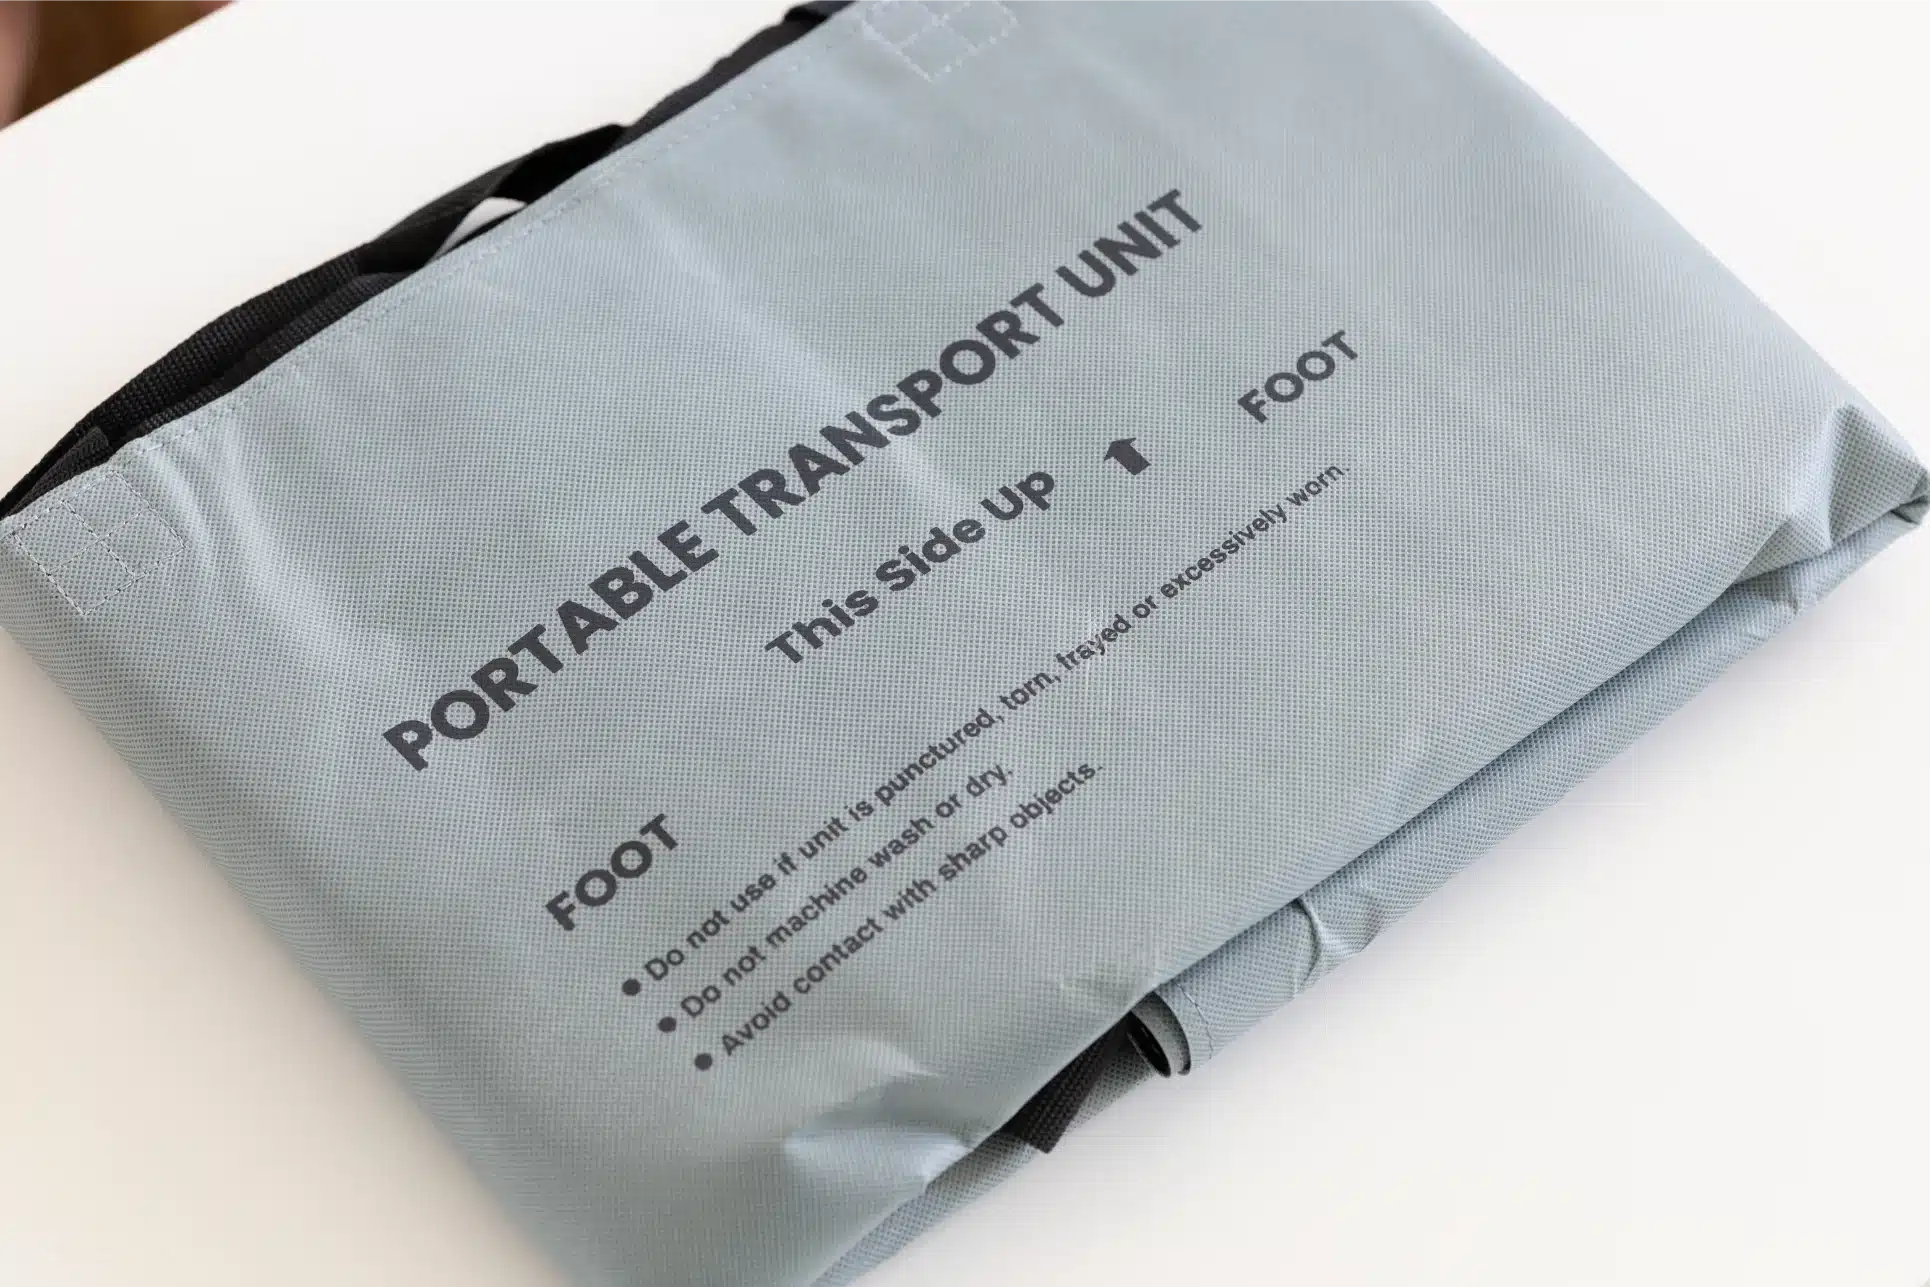 PORTABLE TRANSPORT UNIT
This Side Up
FOOT
FOOT
• Do not use if unit is punctured, torn, frayed or excessively worn.
• Do not machine wash or dry.
• Avoid contact with sharp objects.